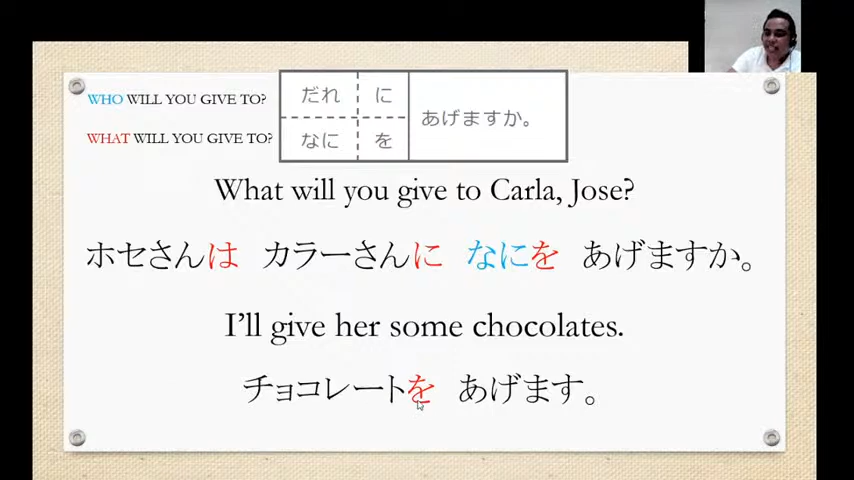 WHO WILL YOU GIVE TO? だれ に
あげますか。
WHAT WILL YOU GIVE TO? なに を
What will you give to Carla, Jose?
ホセさんは カラーさんに なにを あげますか。
I'll give her some chocolates.
チョコレートを あげます。